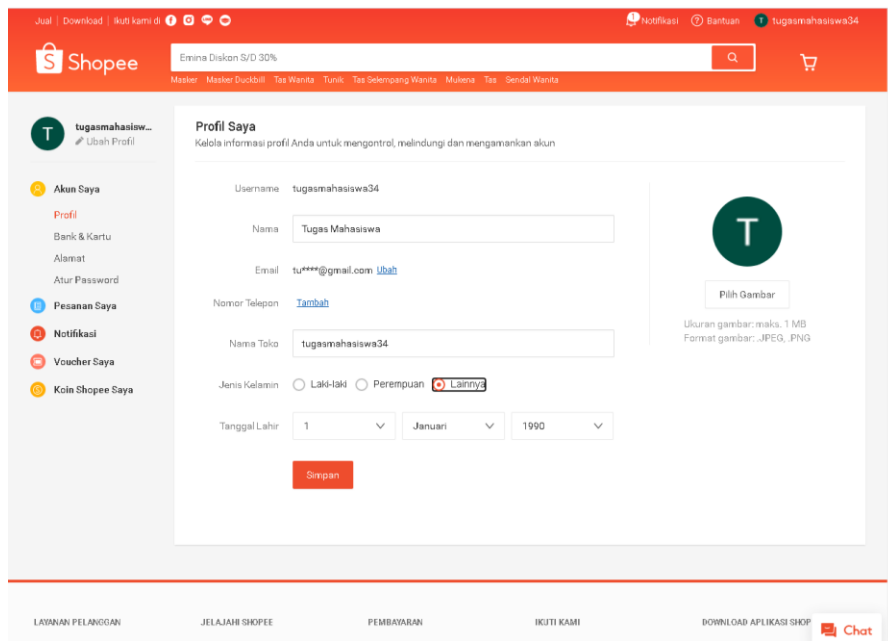 Jual | Download | Ikuti kami di
Notifikasi Bantuan T tugasmahasiswa34
1
Shopee
Emina Diskon S/D 30%
Masker Masker Duckbill Tas Wanita Tunik Tas Selempang Wanita Mukena Tas Sendal Wanita
T
tugasmahasisw...
Ubah Profil
Akun Saya
Profil
Bank & Kartu
Alamat
Atur Password
Pesanan Saya
Notifikasi
Voucher Saya
Koin Shopee Saya
Profil Saya
Kelola informasi profil Anda untuk mengontrol, melindungi dan mengamankan akun
Username tugasmahasiswa34
Nama Tugas Mahasiswa
Email tu****@gmail.com Ubah
Nomor Telepon Tambah
Nama Toko tugasmahasiswa34
Jenis Kelamin Laki-laki Perempuan Lainnya
Tanggal Lahir 1 Januari 1990
Simpan
T
Pilih Gambar
Ukuran gambar: maks. 1 MB
Format gambar: .JPEG, .PNG
LAYANAN PELANGGAN JELAJAHI SHOPEE PEMBAYARAN IKUTI KAMI DOWNLOAD APLIKASI SHOP
Chat